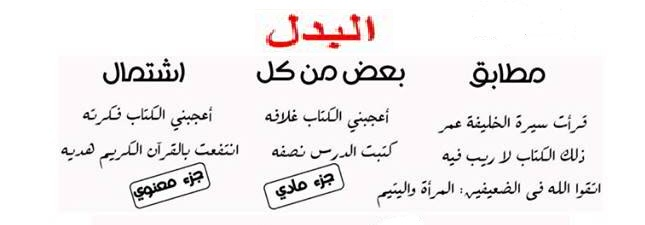 البدل
مطابق
قرأت سيرة الخليفة عمر
ذلك الكتاب لا ريب فيه
اتقوا الله فى الضعيفين: المرأة واليتيم
بعض من كل
أعجبني الكتاب غلافه
كتبت الدرس نصفه
جزء مادي
اشتمال
أعجبني الكتاب فكرته
انتفعت بالقرآن الكريم هديه
جزء معنوي